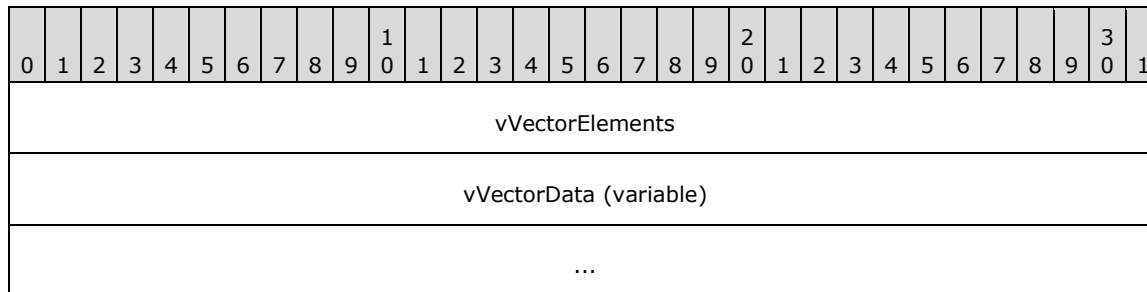 1 2 3
0 1 2 3 4 5 6 7 8 9 0 1 2 3 4 5 6 7 8 9 0 1 2 3 4 5 6 7 8 9 0 1
vVectorElements
vVectorData (variable)
...